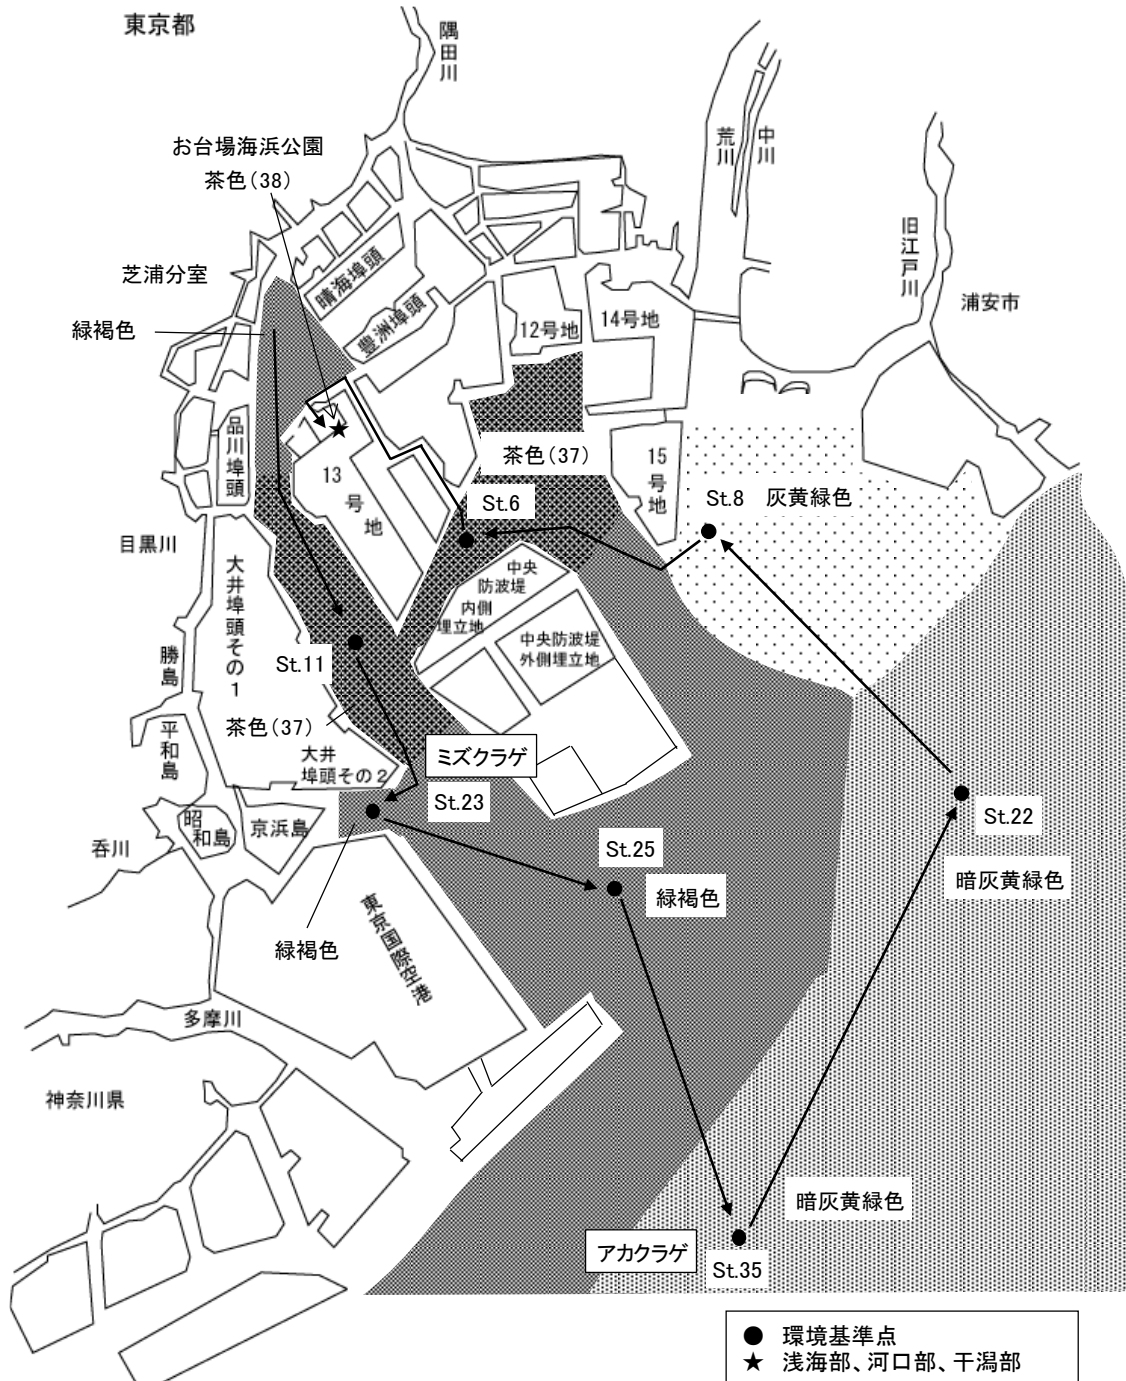 東京都
隅田川
荒川
中川
お台場海浜公園
茶色（38）
旧江戸川
芝浦分室
晴海埠頭
浦安市
緑褐色
豊洲埠頭
12号地
14号地
品川埠頭
茶色（37）
15号地
13号地
St.6
St.8 灰黄緑色
目黒川
大井埠頭その1
中央
防波堤
内側
埋立地
中央防波堤
外側埋立地
St.11
勝島
茶色（37）
平和島
大井
埠頭その2
ミズクラゲ
St.23
St.22
昭和島
京浜島
呑川
St.25
暗灰黄緑色
緑褐色
東京国際空港
緑褐色
多摩川
神奈川県
暗灰黄緑色
アカクラゲ
St.35
● 環境基準点
★ 浅海部、河口部、干潟部